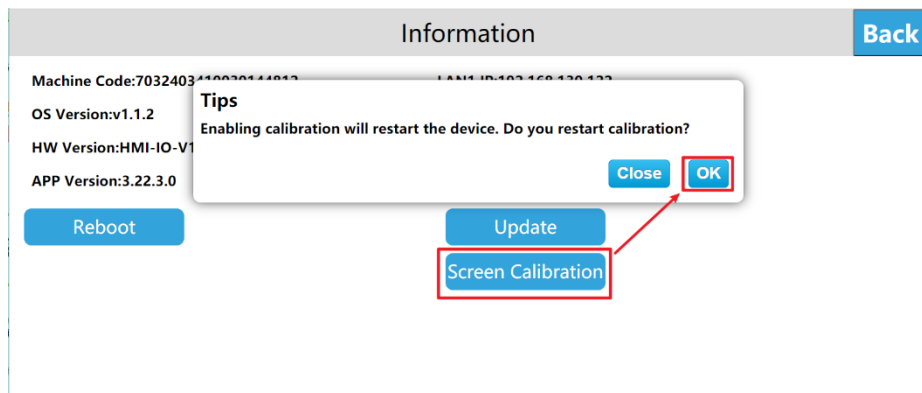 Information
Back
Tips
Enabling calibration will restart the device. Do you restart calibration?
Close
OK
OS Version:v1.1.2
HW Version:HMI-IO-V1
APP Version:3.22.3.0
Machine Code:
Reboot
Update
Screen Calibration